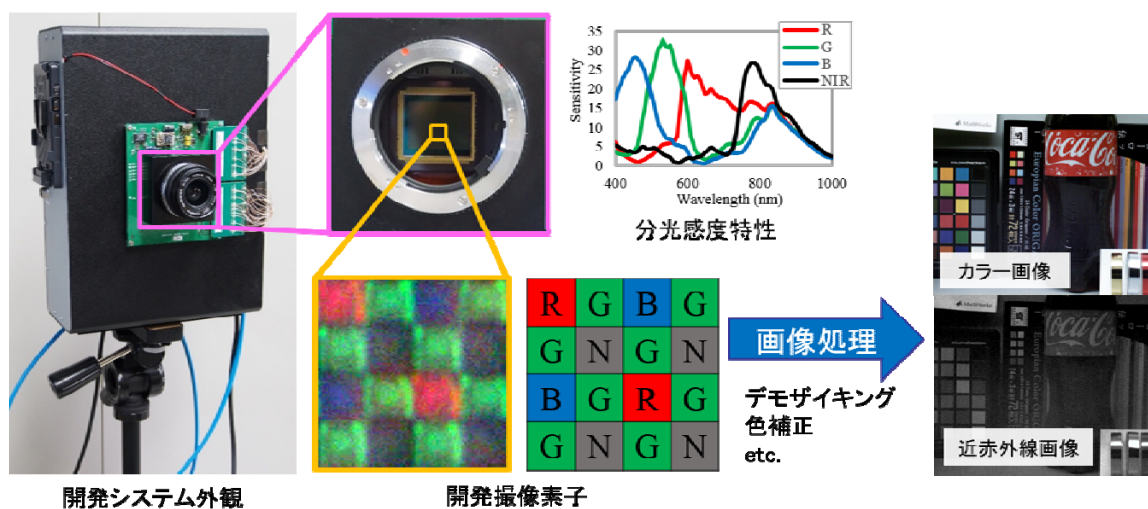 開発システム外観
35
30
25
20
15
10
5
0
Sensitivity
R
G
B
NIR
400 600 800 1000
Wavelength (nm)
分光感度特性
R G B G
G N G N
B G R G
G N G N
開発撮像素子
画像処理
デモザイキング
色補正
etc.
Coca-Co
Europian Color
カラー画像
Coca-C
近赤外線画像